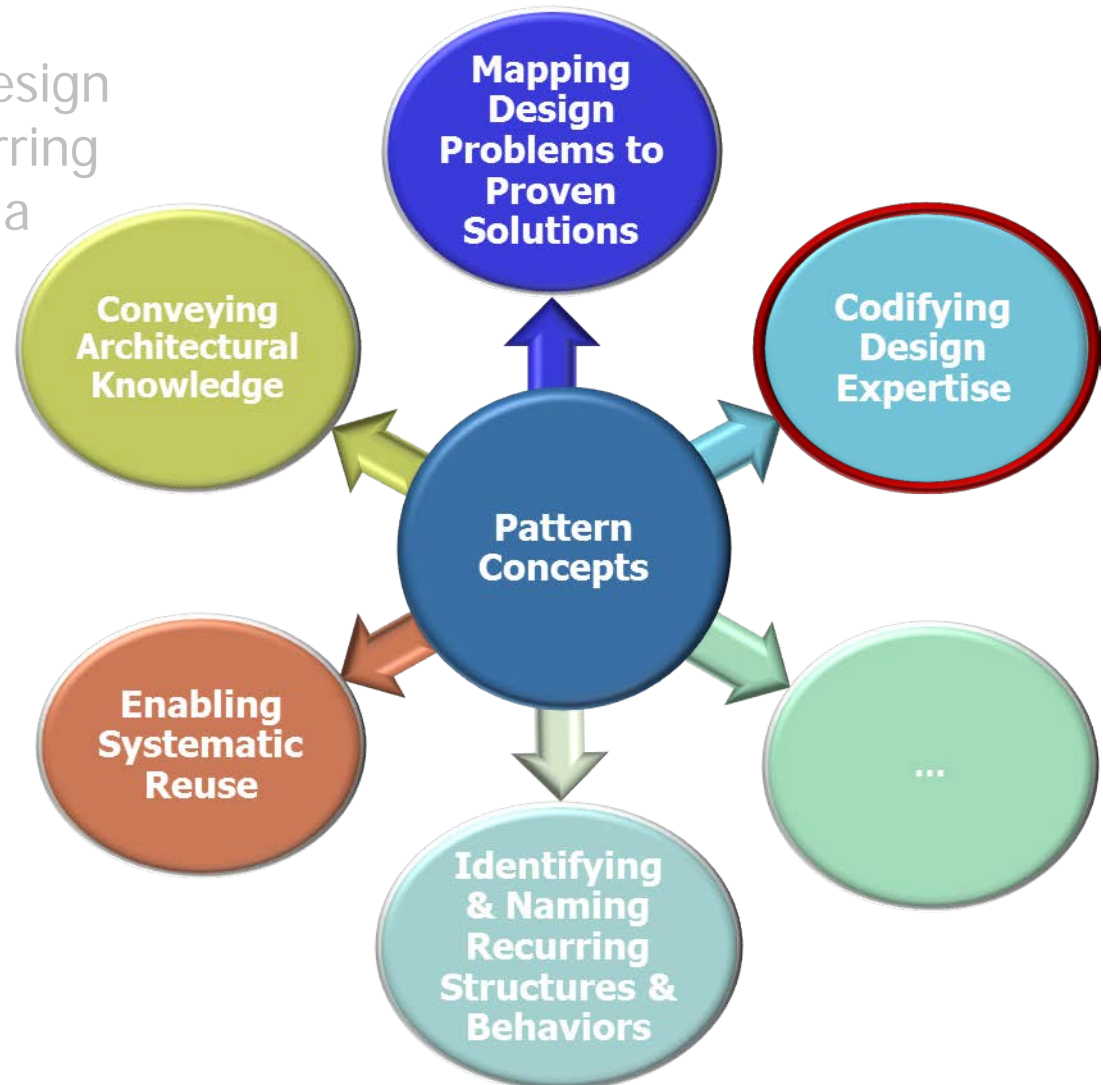 esign
rring
a
Mapping
Design
Problems to
Proven
Solutions
Conveying
Architectural
Knowledge
Codifying
Design
Expertise
Pattern
Concepts
Enabling
Systematic
Reuse
...
Identifying
& Naming
Recurring
Structures &
Behaviors